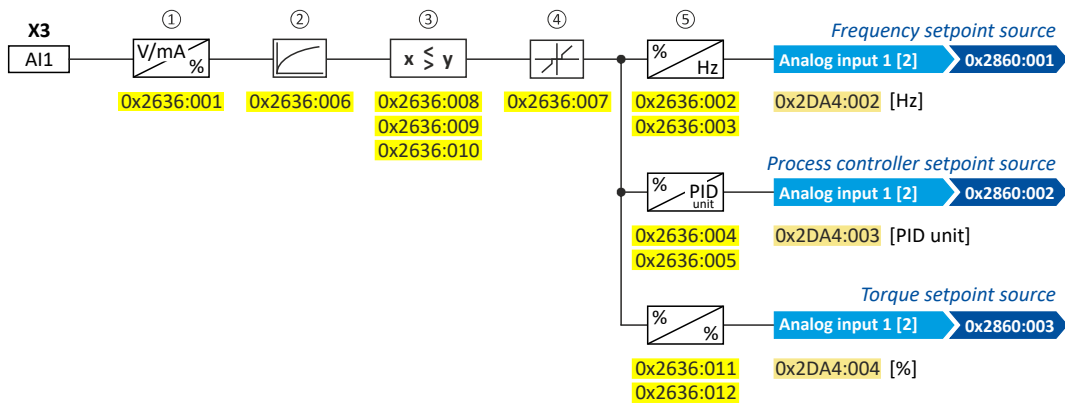 X3
AI1
①
V/mA
%
0x2636:001
②
0x2636:006
③
x ≶ y
0x2636:008
0x2636:009
0x2636:010
④
0x2636:007
⑤
%
Hz
0x2636:002
0x2636:003
Frequency setpoint source
Analog input 1 [2] 0x2860:001
0x2DA4:002 [Hz]
%
PID
unit
0x2636:004
0x2636:005
Process controller setpoint source
Analog input 1 [2] 0x2860:002
0x2DA4:003 [PID unit]
%
%
0x2636:011
0x2636:012
Torque setpoint source
Analog input 1 [2] 0x2860:003
0x2DA4:004 [%]